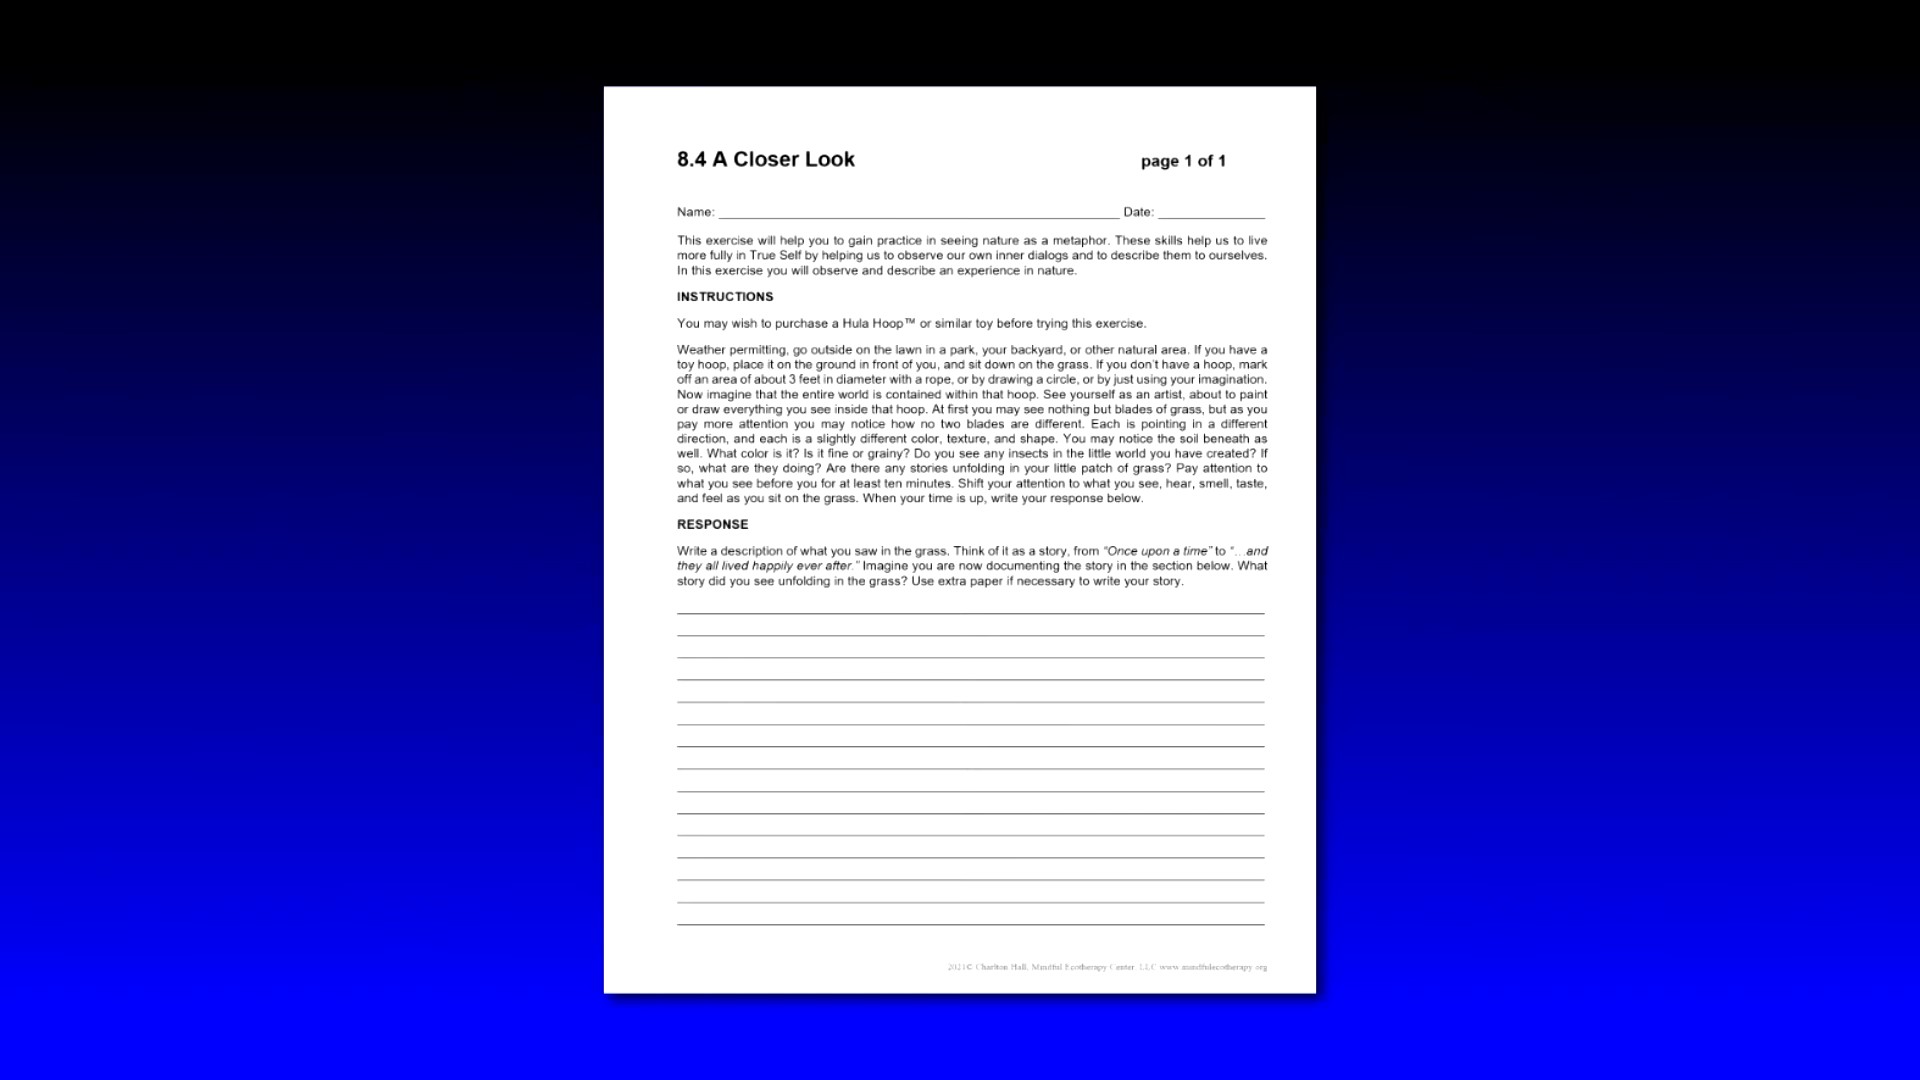 8.4 A Closer Look page 1 of 1
Name: Date:
This exercise will help you to gain practice in seeing nature as a metaphor. These skills help us to live
more fully in True Self by helping us to observe our own inner dialogs and to describe them to ourselves.
In this exercise you will observe and describe an experience in nature.
INSTRUCTIONS
You may wish to purchase a Hula Hoop™ or similar toy before trying this exercise.
Weather permitting, go outside on the lawn in a park, your backyard, or other natural area. If you have a
toy hoop, place it on the ground in front of you, and sit down on the grass. If you don't have a hoop, mark
off an area of about 3 feet in diameter with a rope, or by drawing a circle, or by just using your imagination.
Now imagine that the entire world is contained within that hoop. See yourself as an artist, about to paint
or draw everything you see inside that hoop. At first you may see nothing but blades of grass, but as you
pay more attention you may notice how no two blades are different. Each is pointing in a different
direction, and each is a slightly different color, texture, and shape. You may notice the soil beneath as
well. What color is it? Is it fine or grainy? Do you see any insects in the little world you have created? If
so, what are they doing? Are there any stories unfolding in your little patch of grass? Pay attention to
what you see before you for at least ten minutes. Shift your attention to what you see, hear, smell, taste,
and feel as you sit on the grass. When your time is up, write your response below.
RESPONSE
Write a description of what you saw in the grass. Think of it as a story, from "Once upon a time" to "…and
they all lived happily ever after." Imagine you are now documenting the story in the section below. What
story did you see unfolding in the grass? Use extra paper if necessary to write your story.
2021© Charlton Hall, Mindful Ecotherapy Center, LLC www.mindfulecotherapy.org